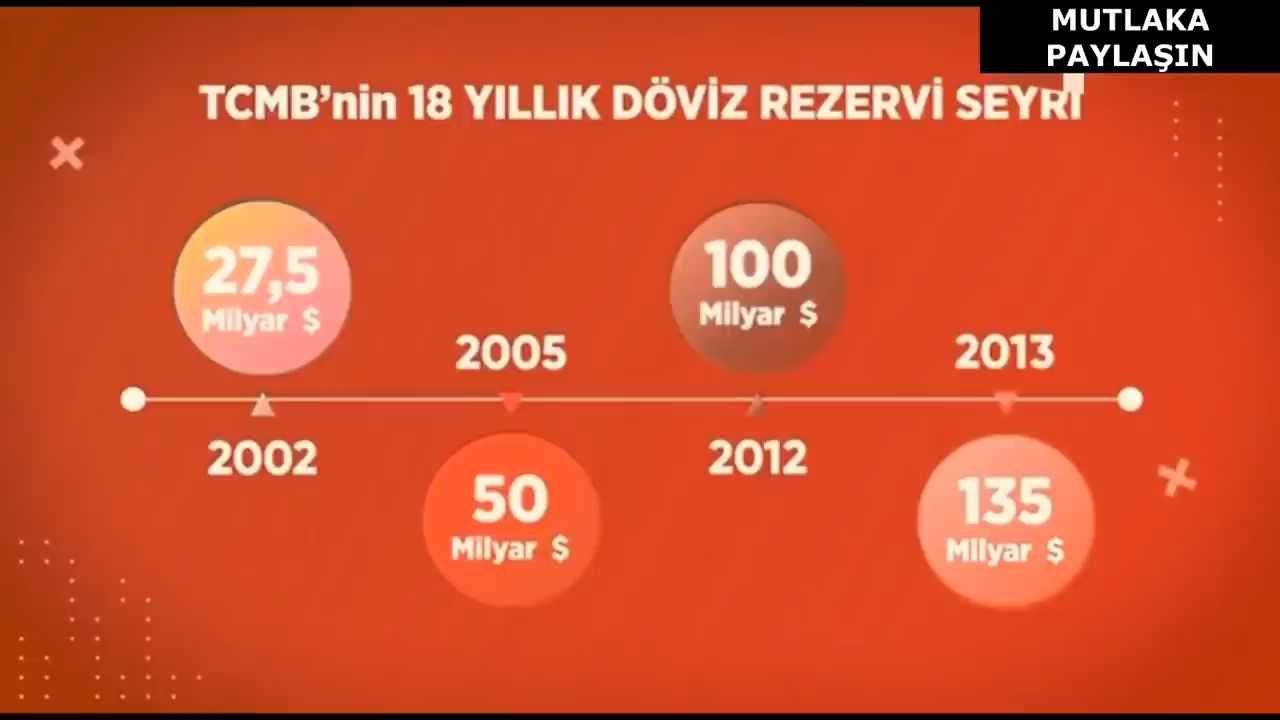 MUTLAKA
PAYLAŞIN
TCMB'nin 18 YILLIK DÖVİZ REZERVİ SEYRİ
27,5
Milyar $
2002
2005
50
Milyar $
100
Milyar $
2012
2013
135
Milyar $